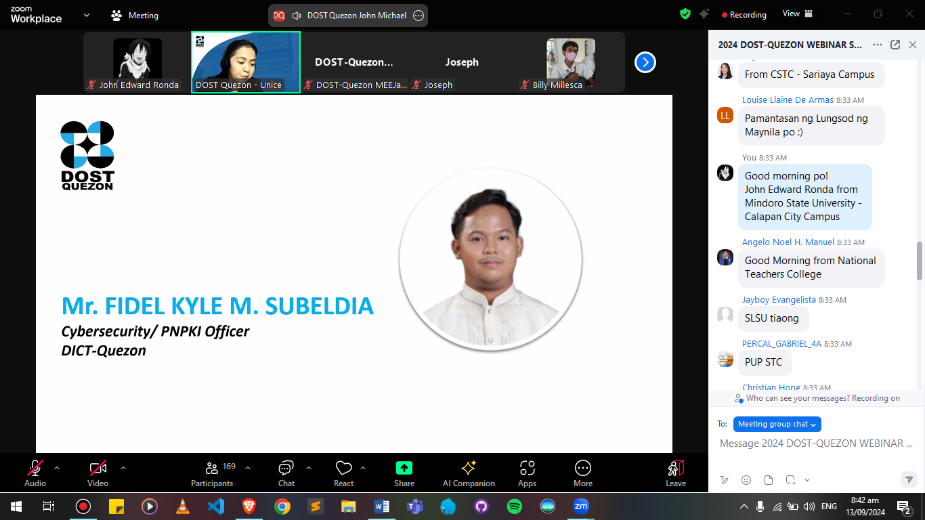 zoom
Workplace
Meeting
DQ
DOST Quezon John Michael
Recording
View
John Edward Ronda
DOST Quezon - Unice
DOST-Quezon...
DOST-Quezon MEEJa...
Joseph
Joseph
Billy Millesca
DOST
QUEZON
Mr. FIDEL KYLE M. SUBELDIA
Cybersecurity/ PNPKI Officer
DICT-Quezon
2024 DOST-QUEZON WEBINAR S...
From CSTC - Sariaya Campus
Louise Llaine De Armas 8:33 AM
LL
Pamantasan ng Lungsod ng
Maynila po :)
You 8:33 AM
Good morning po!
John Edward Ronda from
Mindoro State University -
Calapan City Campus
Angelo Noel H. Manuel 8:33 AM
Good Morning from National
Teachers College
Jayboy Evangelista 8:33 AM
SLSU tiaong
PERCAL_GABRIEL_4A 8:33 AM
PUP STC
Christian Hope 8:33 AM
Who can see your messages? Recording on
To: Meeting group chat
Message 2024 DOST-QUEZON WEBINAR ...
Audio
Video
169
Participants
Chat
React
Share
AI Companion
Apps
More
Leave
zm
ENG
8:42 am
13/09/2024
2